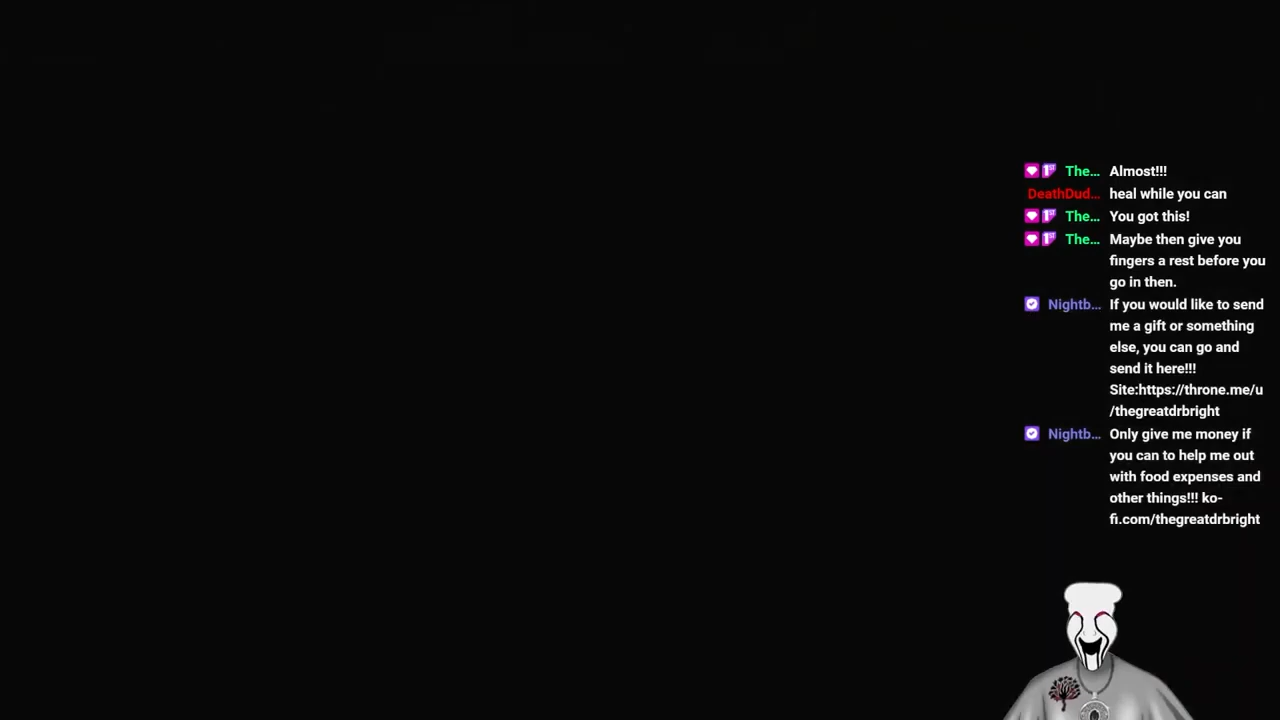 The... Almost!!!
DeathDud... heal while you can
The... You got this!
The... Maybe then give you
fingers a rest before you
go in then.
Nightb... If you would like to send
me a gift or something
else, you can go and
send it here!!!
Site:https://throne.me/u
/thegreatdrbright
Nightb... Only give me money if
you can to help me out
with food expenses and
other things!!! ko-
fi.com/thegreatdrbright